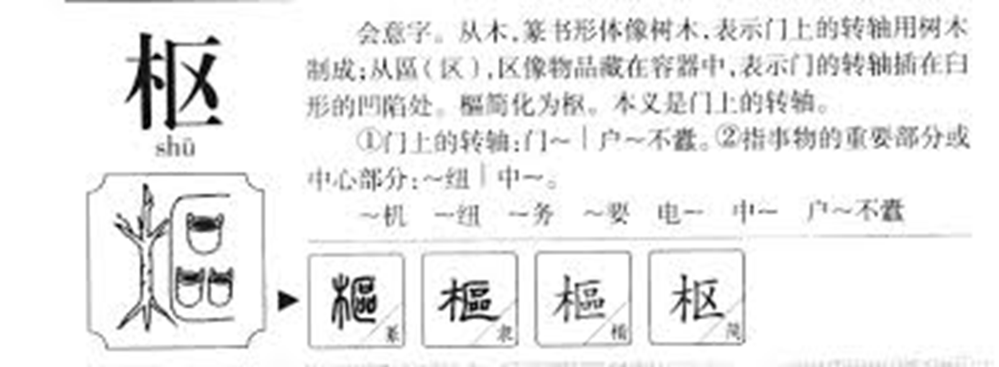 枢
shū
会意字。从木,篆书形体像树木,表示门上的转轴用树木
制成;从區(区),区像物品藏在容器中,表示门的转轴插在臼
形的凹陷处。樞简化为枢。本义是门上的转轴。
①门上的转轴:门～｜户～不蠹。②指事物的重要部分或
中心部分:～纽｜中～。
～机 ～纽 ～务 ～要 电～ 中～ 户～不蠹
樞 樞 樞 枢
篆 隶 楷 简